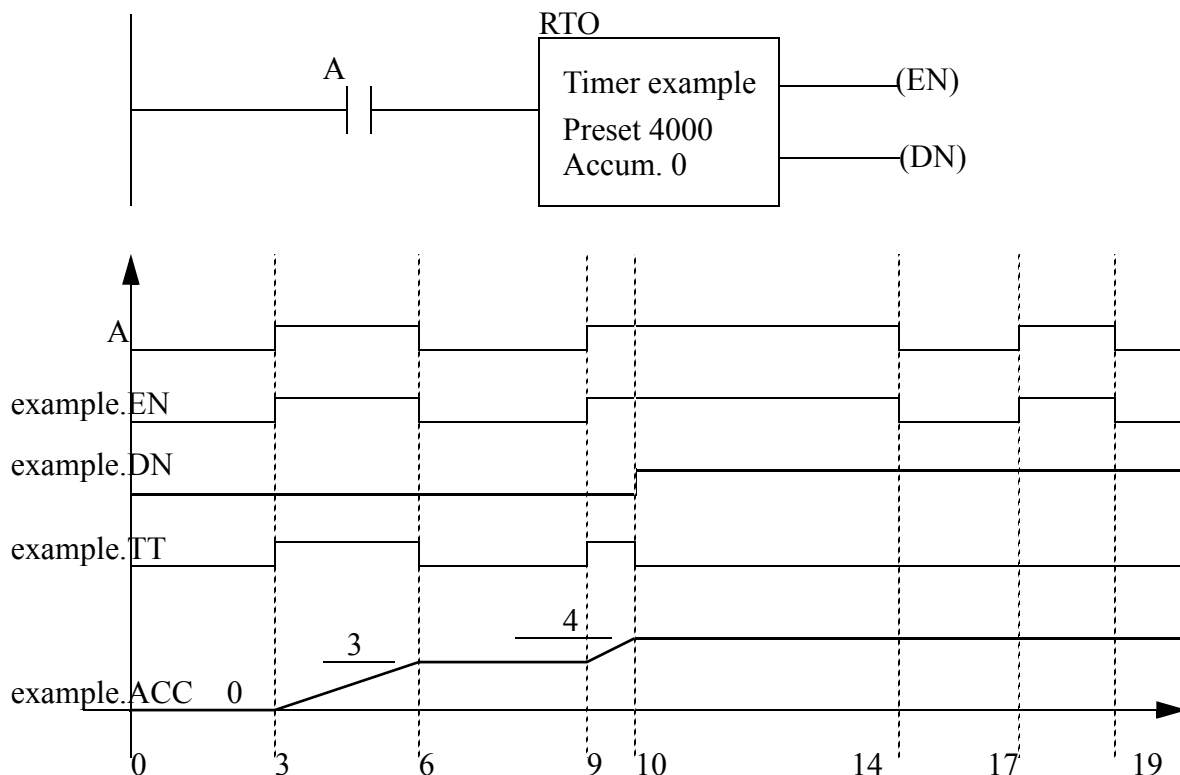 RTO
A
Timer example
Preset 4000
Accum. 0
(EN)
(DN)
A
example.EN
example.DN
example.TT
3
4
example.ACC 0
0 3 6 9 10 14 17 19